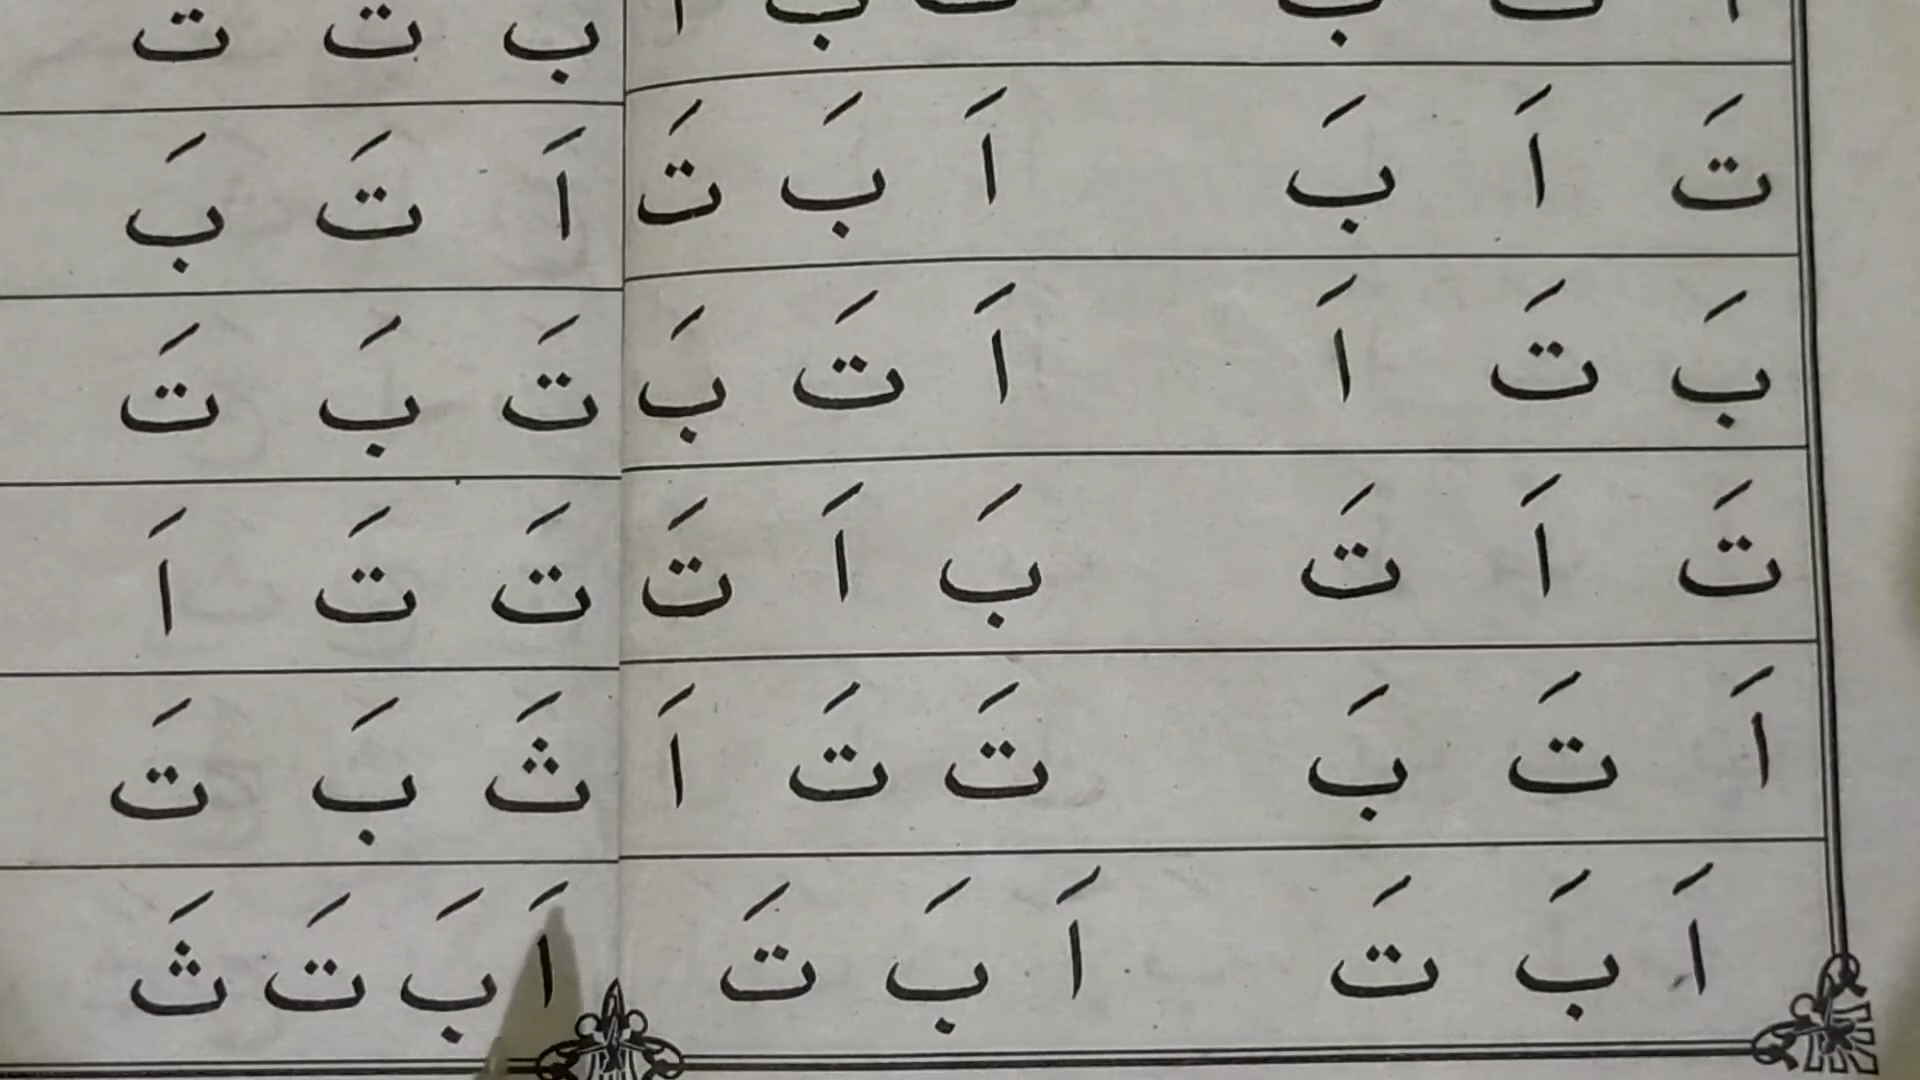 تَ اَ بَ اَ بَ تَ
بَ تَ اَ اَ تَ بَ
تَ اَ تَ بَ اَ تَ
اَ تَ بَ تَ تَ اَ
اَ بَ تَ اَ بَ تَ
ب ت ت
اَ تَ بَ
تَ بَ تَ
تَ تَ اَ
ثَ بَ تَ
اَ بَ تَ ثَ